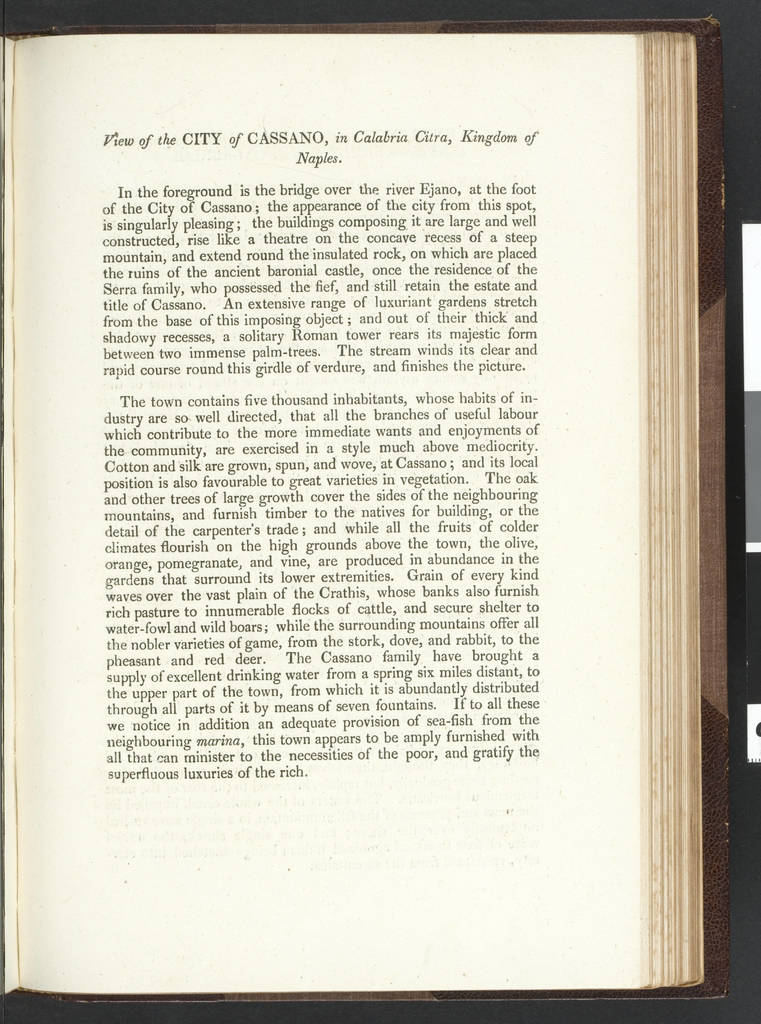 View of the CITY of CASSANO, in Calabria Citra, Kingdom of
Naples.
In the foreground is the bridge over the river Ejano, at the foot
of the City of Cassano; the appearance of the city from this spot,
is singularly pleasing; the buildings composing it are large and well
constructed, rise like a theatre on the concave recess of a steep
mountain, and extend round the insulated rock, on which are placed
the ruins of the ancient baronial castle, once the residence of the
Serra family, who possessed the fief, and still retain the estate and
title of Cassano. An extensive range of luxuriant gardens stretch
from the base of this imposing object; and out of their thick and
shadowy recesses, a solitary Roman tower rears its majestic form
between two immense palm-trees. The stream winds its clear and
rapid course round this girdle of verdure, and finishes the picture.
The town contains five thousand inhabitants, whose habits of in-
dustry are so well directed, that all the branches of useful labour
which contribute to the more immediate wants and enjoyments of
the community, are exercised in a style much above mediocrity.
Cotton and silk are grown, spun, and wove, at Cassano; and its local
position is also favourable to great varieties in vegetation. The oak
and other trees of large growth cover the sides of the neighbouring
mountains, and furnish timber to the natives for building, or the
detail of the carpenter's trade; and while all the fruits of colder
climates flourish on the high grounds above the town, the olive,
orange, pomegranate, and vine, are produced in abundance in the
gardens that surround its lower extremities. Grain of every kind
waves over the vast plain of the Crathis, whose banks also furnish
rich pasture to innumerable flocks of cattle, and secure shelter to
water-fowl and wild boars; while the surrounding mountains offer all
the nobler varieties of game, from the stork, dove, and rabbit, to the
pheasant and red deer. The Cassano family have brought a
supply of excellent drinking water from a spring six miles distant, to
the upper part of the town, from which it is abundantly distributed
through all parts of it by means of seven fountains. If to all these
we notice in addition an adequate provision of sea-fish from the
neighbouring marina, this town appears to be amply furnished with
all that can minister to the necessities of the poor, and gratify the
superfluous luxuries of the rich.